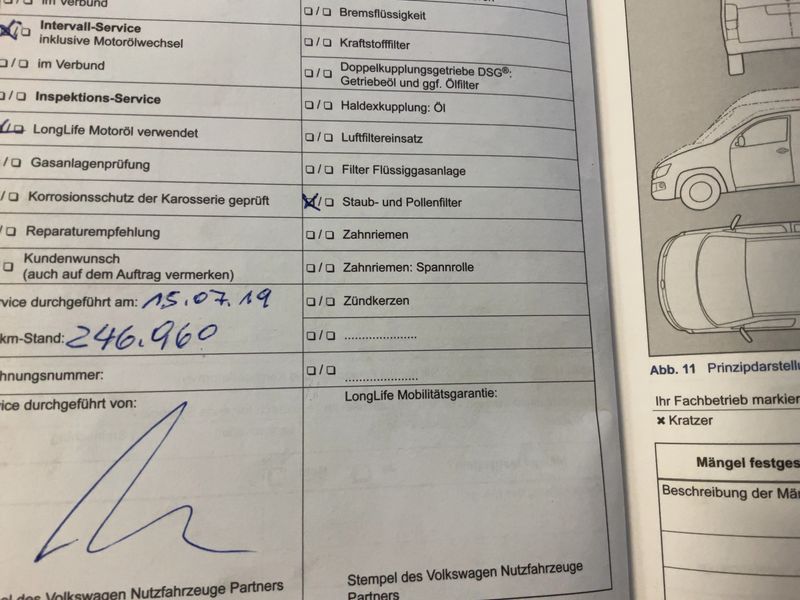 im Verbund
Intervall-Service
inklusive Motorölwechsel
/ im Verbund
/ Inspektions-Service
LongLife Motoröl verwendet
/ Gasanlagenprüfung
/ Korrosionsschutz der Karosserie geprüft
/ Reparaturempfehlung
Kundenwunsch
(auch auf dem Auftrag vermerken)
vice durchgeführt am: 15.07.19
km-Stand: 246.960
hnungsnummer:
ice durchgeführt von:
el des Volkswagen Nutzfahrzeuge Partners
/ Bremsflüssigkeit
/ Kraftstofffilter
/ Doppelkupplungsgetriebe DSG®:
Getriebeöl und ggf. Ölfilter
/ Haldexkupplung: Öl
/ Luftfiltereinsatz
/ Filter Flüssiggasanlage
/ Staub- und Pollenfilter
/ Zahnriemen
/ Zahnriemen: Spannrolle
/ Zündkerzen
/ ......................
/ ......................
LongLife Mobilitätsgarantie:
Stempel des Volkswagen Nutzfahrzeuge
Partners
Abb. 11 Prinzipdarstellu
Ihr Fachbetrieb markier
× Kratzer
Mängel festges
Beschreibung der Män